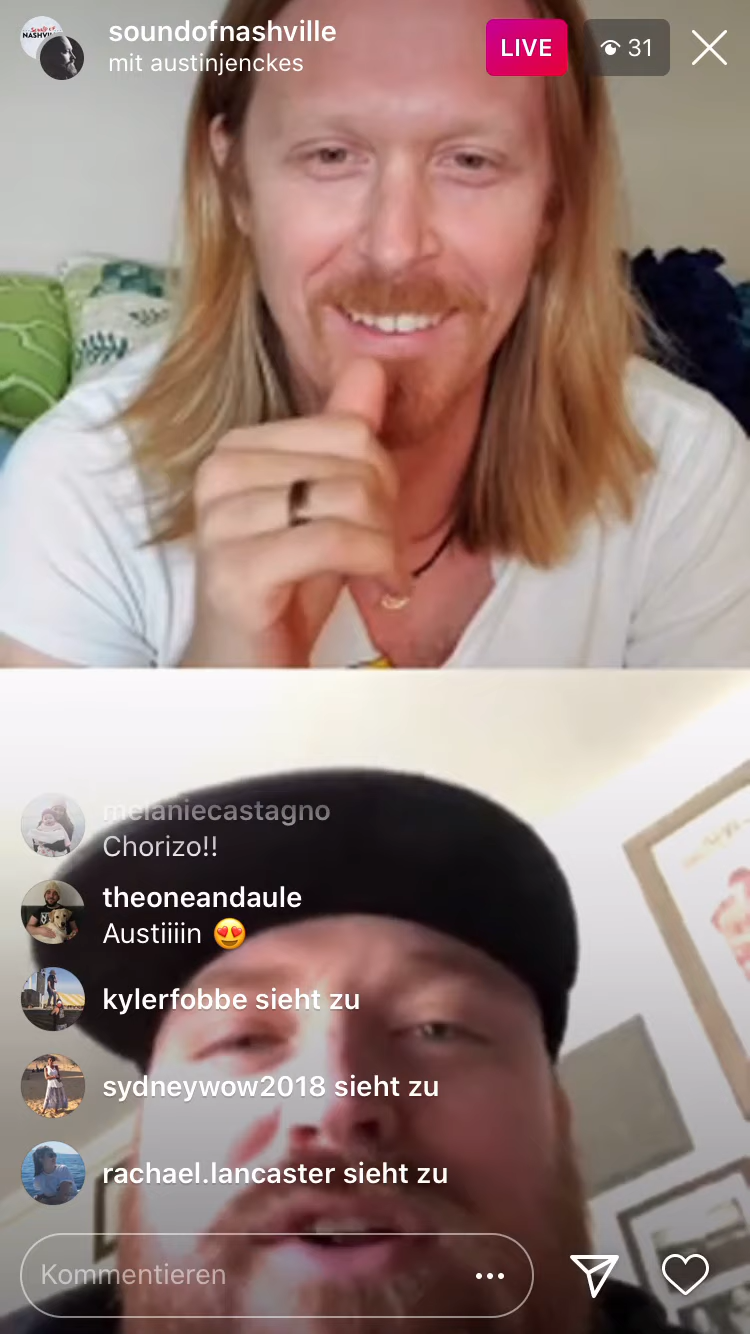 soundofnashville
mit austinjenckes
LIVE
31
melaniecastagno
Chorizo!!
theoneandaule
Austiiiin 😍
kylerfobbe sieht zu
sydneywow2018 sieht zu
rachael.lancaster sieht zu
Kommentieren